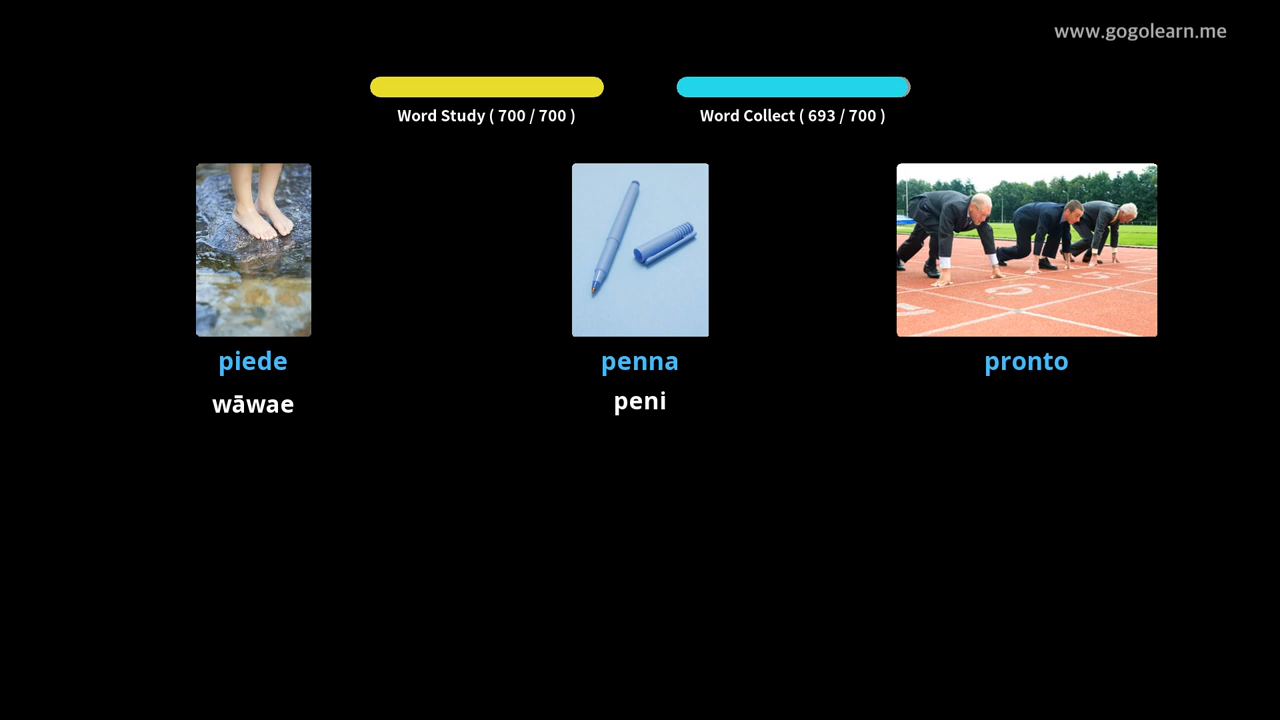 www.gogolearn.me
Word Study ( 700 / 700 )
Word Collect ( 693 / 700 )
piede
penna
pronto
wāwae
peni